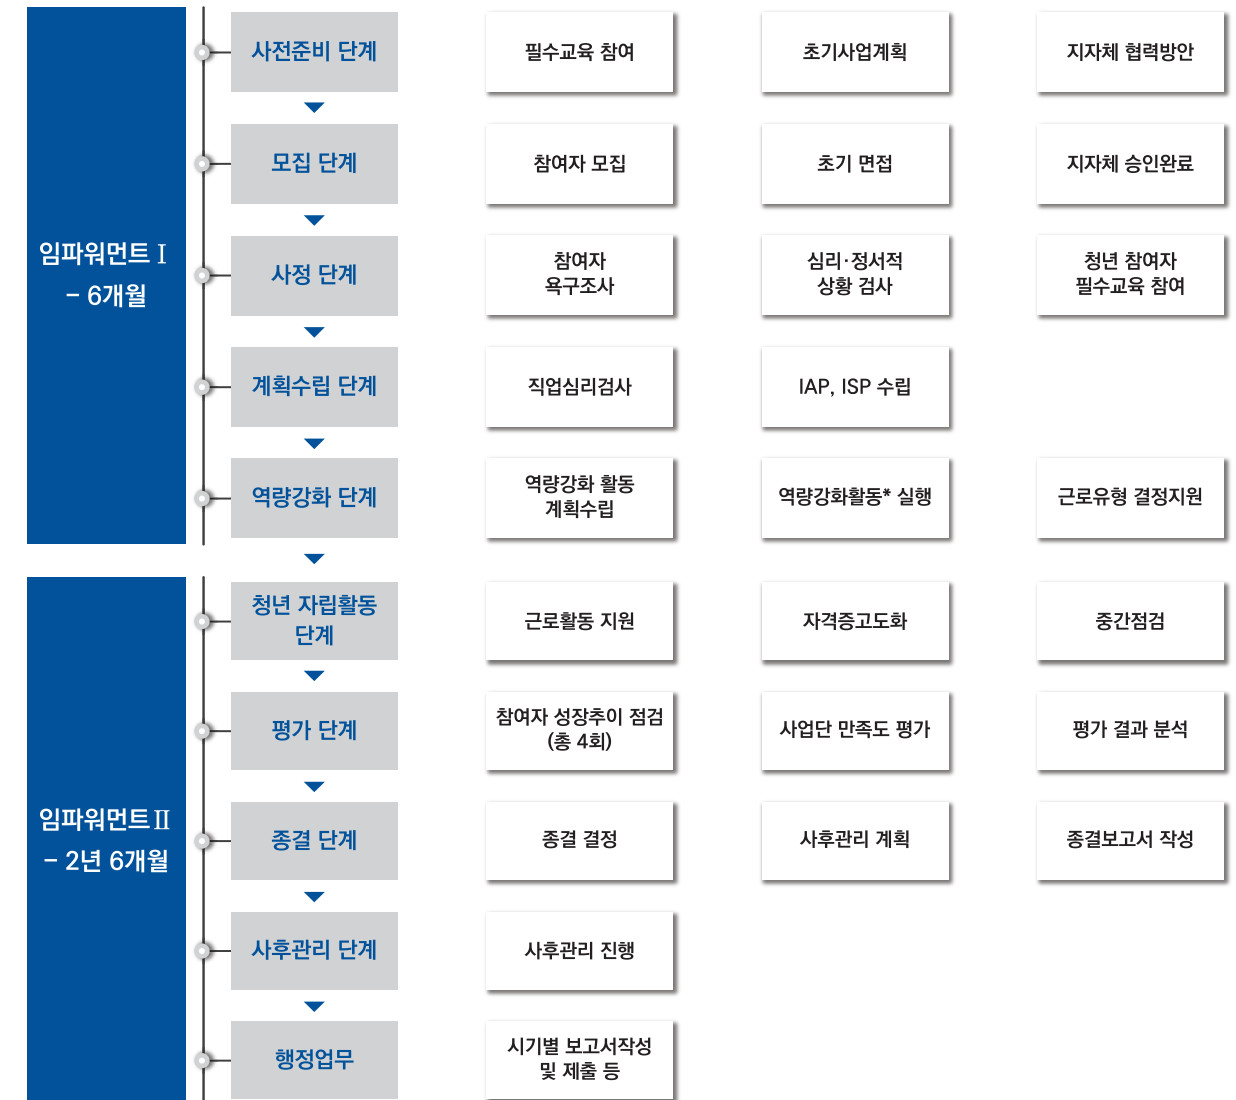 임파워먼트 Ⅰ
- 6개월
사전준비 단계
필수교육 참여
초기사업계획
지자체 협력방안
모집 단계
참여자 모집
초기 면접
지자체 승인완료
사정 단계
참여자
욕구조사
심리·정서적
상황 검사
청년 참여자
필수교육 참여
계획수립 단계
직업심리검사
IAP, ISP 수립
역량강화 단계
역량강화 활동
계획수립
역량강화활동* 실행
근로유형 결정지원
임파워먼트 Ⅱ
- 2년 6개월
청년 자립활동
단계
근로활동 지원
자격증고도화
중간점검
평가 단계
참여자 성장추이 점검
(총 4회)
사업단 만족도 평가
평가 결과 분석
종결 단계
종결 결정
사후관리 계획
종결보고서 작성
사후관리 단계
사후관리 진행
행정업무
시기별 보고서작성
및 제출 등